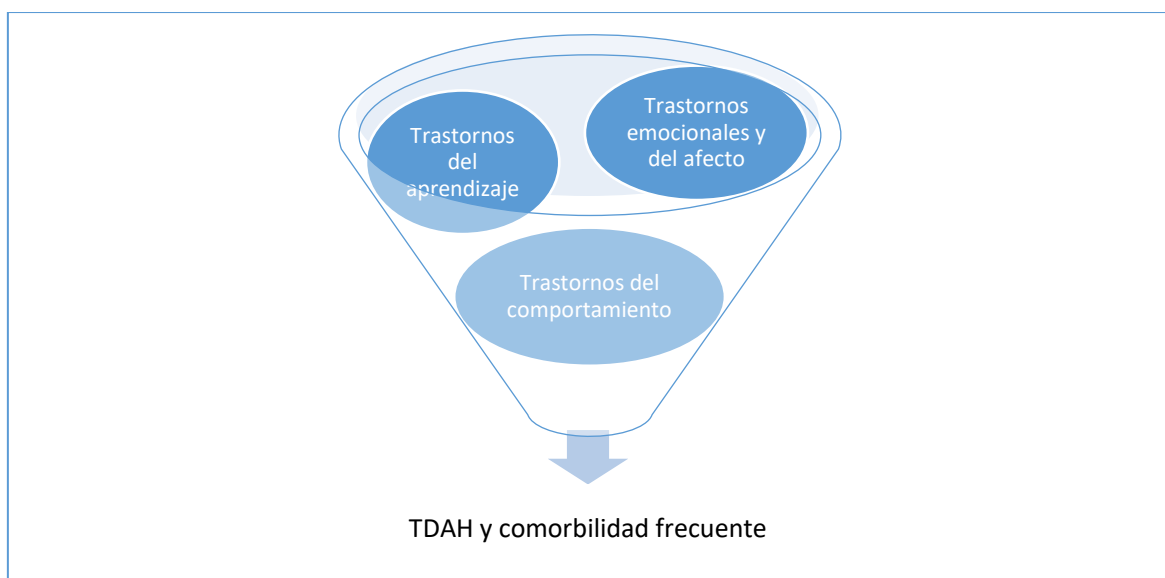 Trastornos
del
aprendizaje
Trastornos
emocionales y
del afecto
Trastornos del
comportamiento
TDAH y comorbilidad frecuente